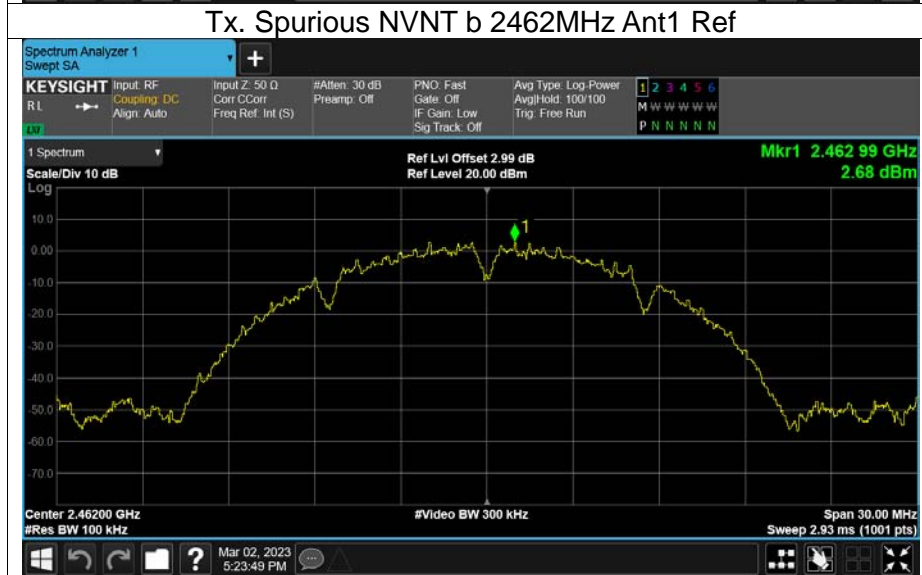 Tx. Spurious NVNT b 2462MHz Ant1 Ref
Spectrum Analyzer 1
Swept SA
+
KEYSIGHT
R L
LXI
Input: RF
Coupling: DC
Align: Auto
Input Z: 50 Ω
Corr CCorr
Freq Ref: Int (S)
#Atten: 30 dB
Preamp: Off
PNO: Fast
Gate: Off
IF Gain: Low
Sig Track: Off
Avg Type: Log-Power
Avg|Hold: 100/100
Trig: Free Run
1 2 3 4 5 6
M W W W W W
P N N N N N
1 Spectrum
Scale/Div 10 dB
Ref Lvl Offset 2.99 dB
Ref Level 20.00 dBm
Mkr1 2.462 99 GHz
2.68 dBm
Log
10.0
0.00
-10.0
-20.0
-30.0
-40.0
-50.0
-60.0
-70.0
1
Center 2.46200 GHz
#Res BW 100 kHz
#Video BW 300 kHz
Span 30.00 MHz
Sweep 2.93 ms (1001 pts)
?
Mar 02, 2023
5:23:49 PM